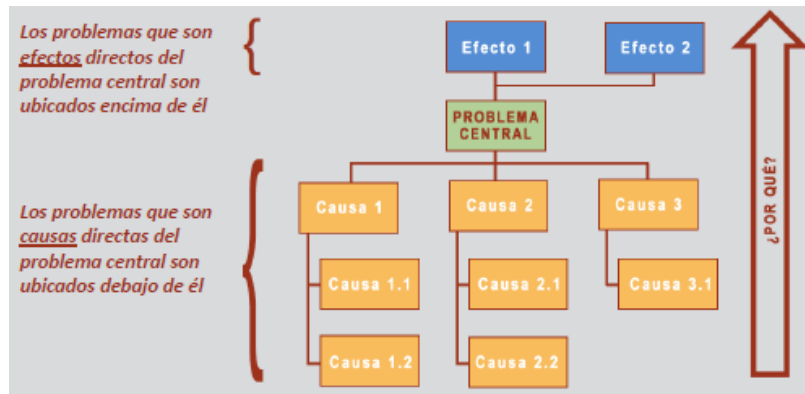 Los problemas que son
efectos directos del
problema central son
ubicados encima de él
Efecto 1
Efecto 2
PROBLEMA
CENTRAL
Los problemas que son
causas directas del
problema central son
ubicados debajo de él
Causa 1
Causa 2
Causa 3
Causa 1.1
Causa 2.1
Causa 3.1
Causa 1.2
Causa 2.2
¿POR QUÉ?